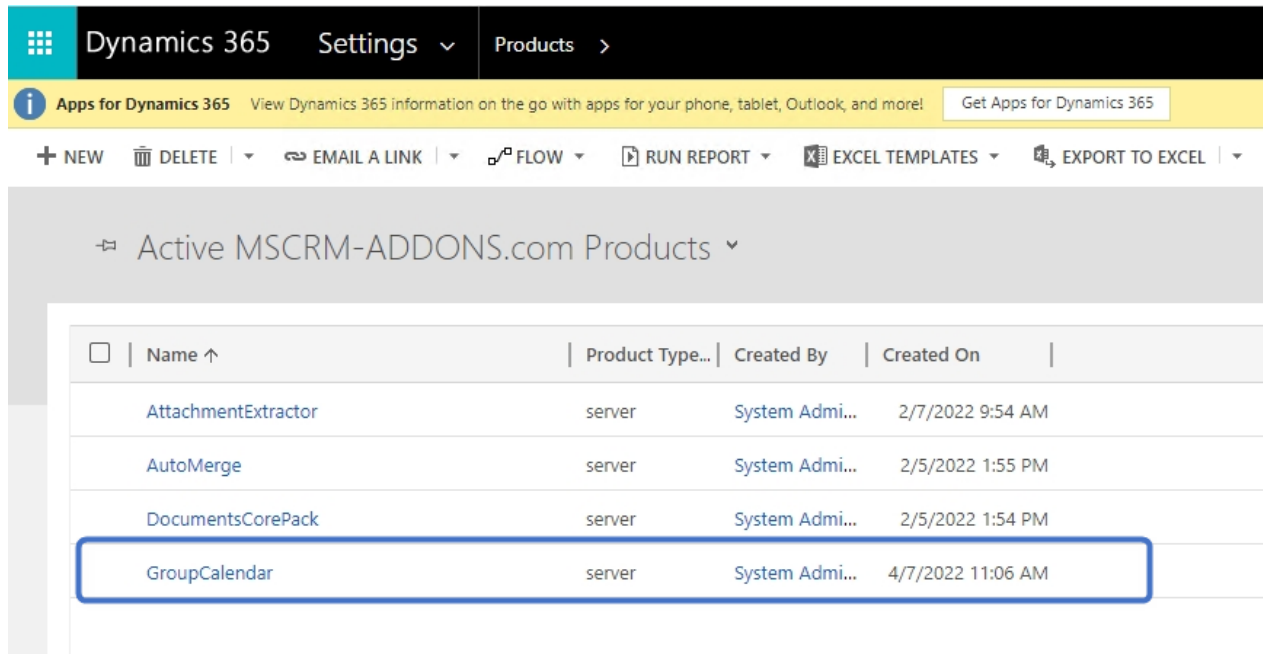 Dynamics 365 Settings Products
Apps for Dynamics 365 View Dynamics 365 information on the go with apps for your phone, tablet, Outlook, and more! Get Apps for Dynamics 365
NEW DELETE EMAIL A LINK FLOW RUN REPORT EXCEL TEMPLATES EXPORT TO EXCEL
Active MSCRM-ADDONS.com Products
Name Product Type... Created By Created On
AttachmentExtractor server System Admi... 2/7/2022 9:54 AM
AutoMerge server System Admi... 2/5/2022 1:55 PM
DocumentsCorePack server System Admi... 2/5/2022 1:54 PM
GroupCalendar server System Admi... 4/7/2022 11:06 AM